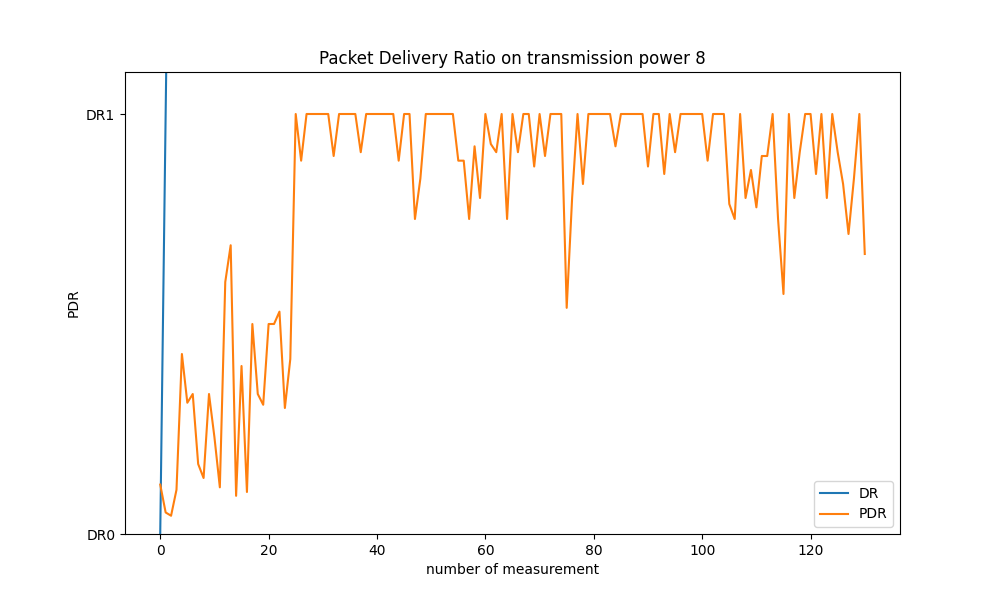 Packet Delivery Ratio on transmission power 8
DR1
PDR
DR0
0 20 40 60 80 100 120
number of measurement
DR
PDR